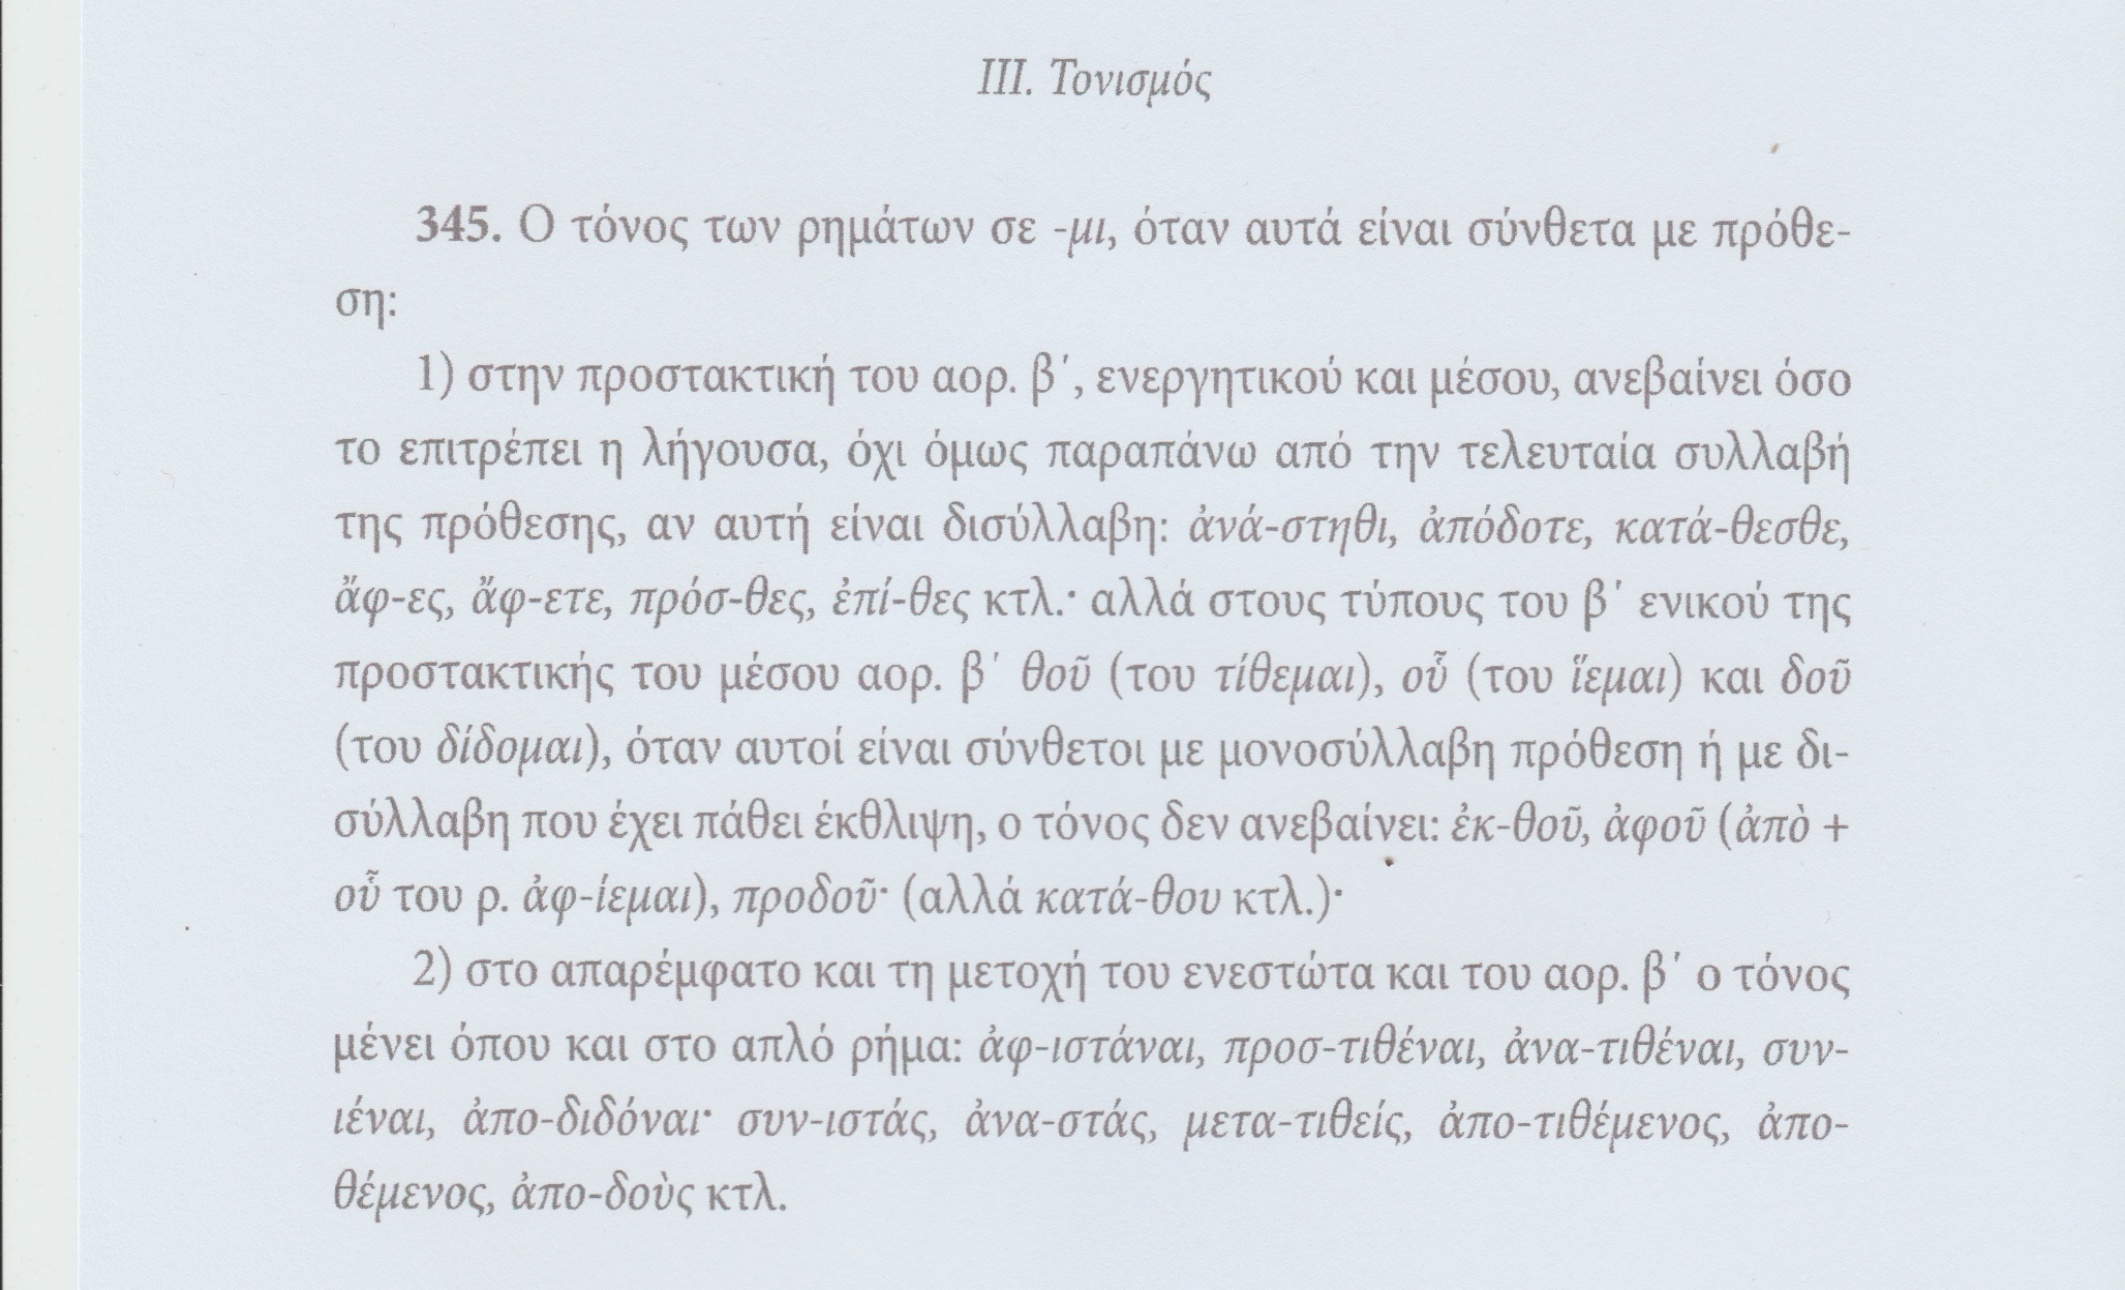 III. Τονισμός
345. Ο τόνος των ρημάτων σε -μι, όταν αυτά είναι σύνθετα με πρόθε-
ση:
1) στην προστακτική του αορ. β΄, ενεργητικού και μέσου, ανεβαίνει όσο
το επιτρέπει η λήγουσα, όχι όμως παραπάνω από την τελευταία συλλαβή
της πρόθεσης, αν αυτή είναι δισύλλαβη: ἀνά-στηθι, ἀπόδοτε, κατά-θεσθε,
ἄφ-ες, ἄφ-ετε, πρόσ-θες, ἐπί-θες κτλ.· αλλά στους τύπους του β΄ ενικού της
προστακτικής του μέσου αορ. β΄ θοῦ (του τίθεμαι), οὗ (του ἵεμαι) και δοῦ
(του δίδομαι), όταν αυτοί είναι σύνθετοι με μονοσύλλαβη πρόθεση ή με δι-
σύλλαβη που έχει πάθει έκθλιψη, ο τόνος δεν ανεβαίνει: ἐκ-θοῦ, ἀφοῦ (ἀπὸ +
οὗ του ρ. ἀφ-ίεμαι), προδοῦ· (αλλά κατά-θου κτλ.)·
2) στο απαρέμφατο και τη μετοχή του ενεστώτα και του αορ. β΄ ο τόνος
μένει όπου και στο απλό ρήμα: ἀφ-ιστάναι, προσ-τιθέναι, ἀνα-τιθέναι, συν-
ιέναι, ἀπο-διδόναι· συν-ιστάς, ἀνα-στάς, μετα-τιθείς, ἀπο-τιθέμενος, ἀπο-
θέμενος, ἀπο-δοὺς κτλ.